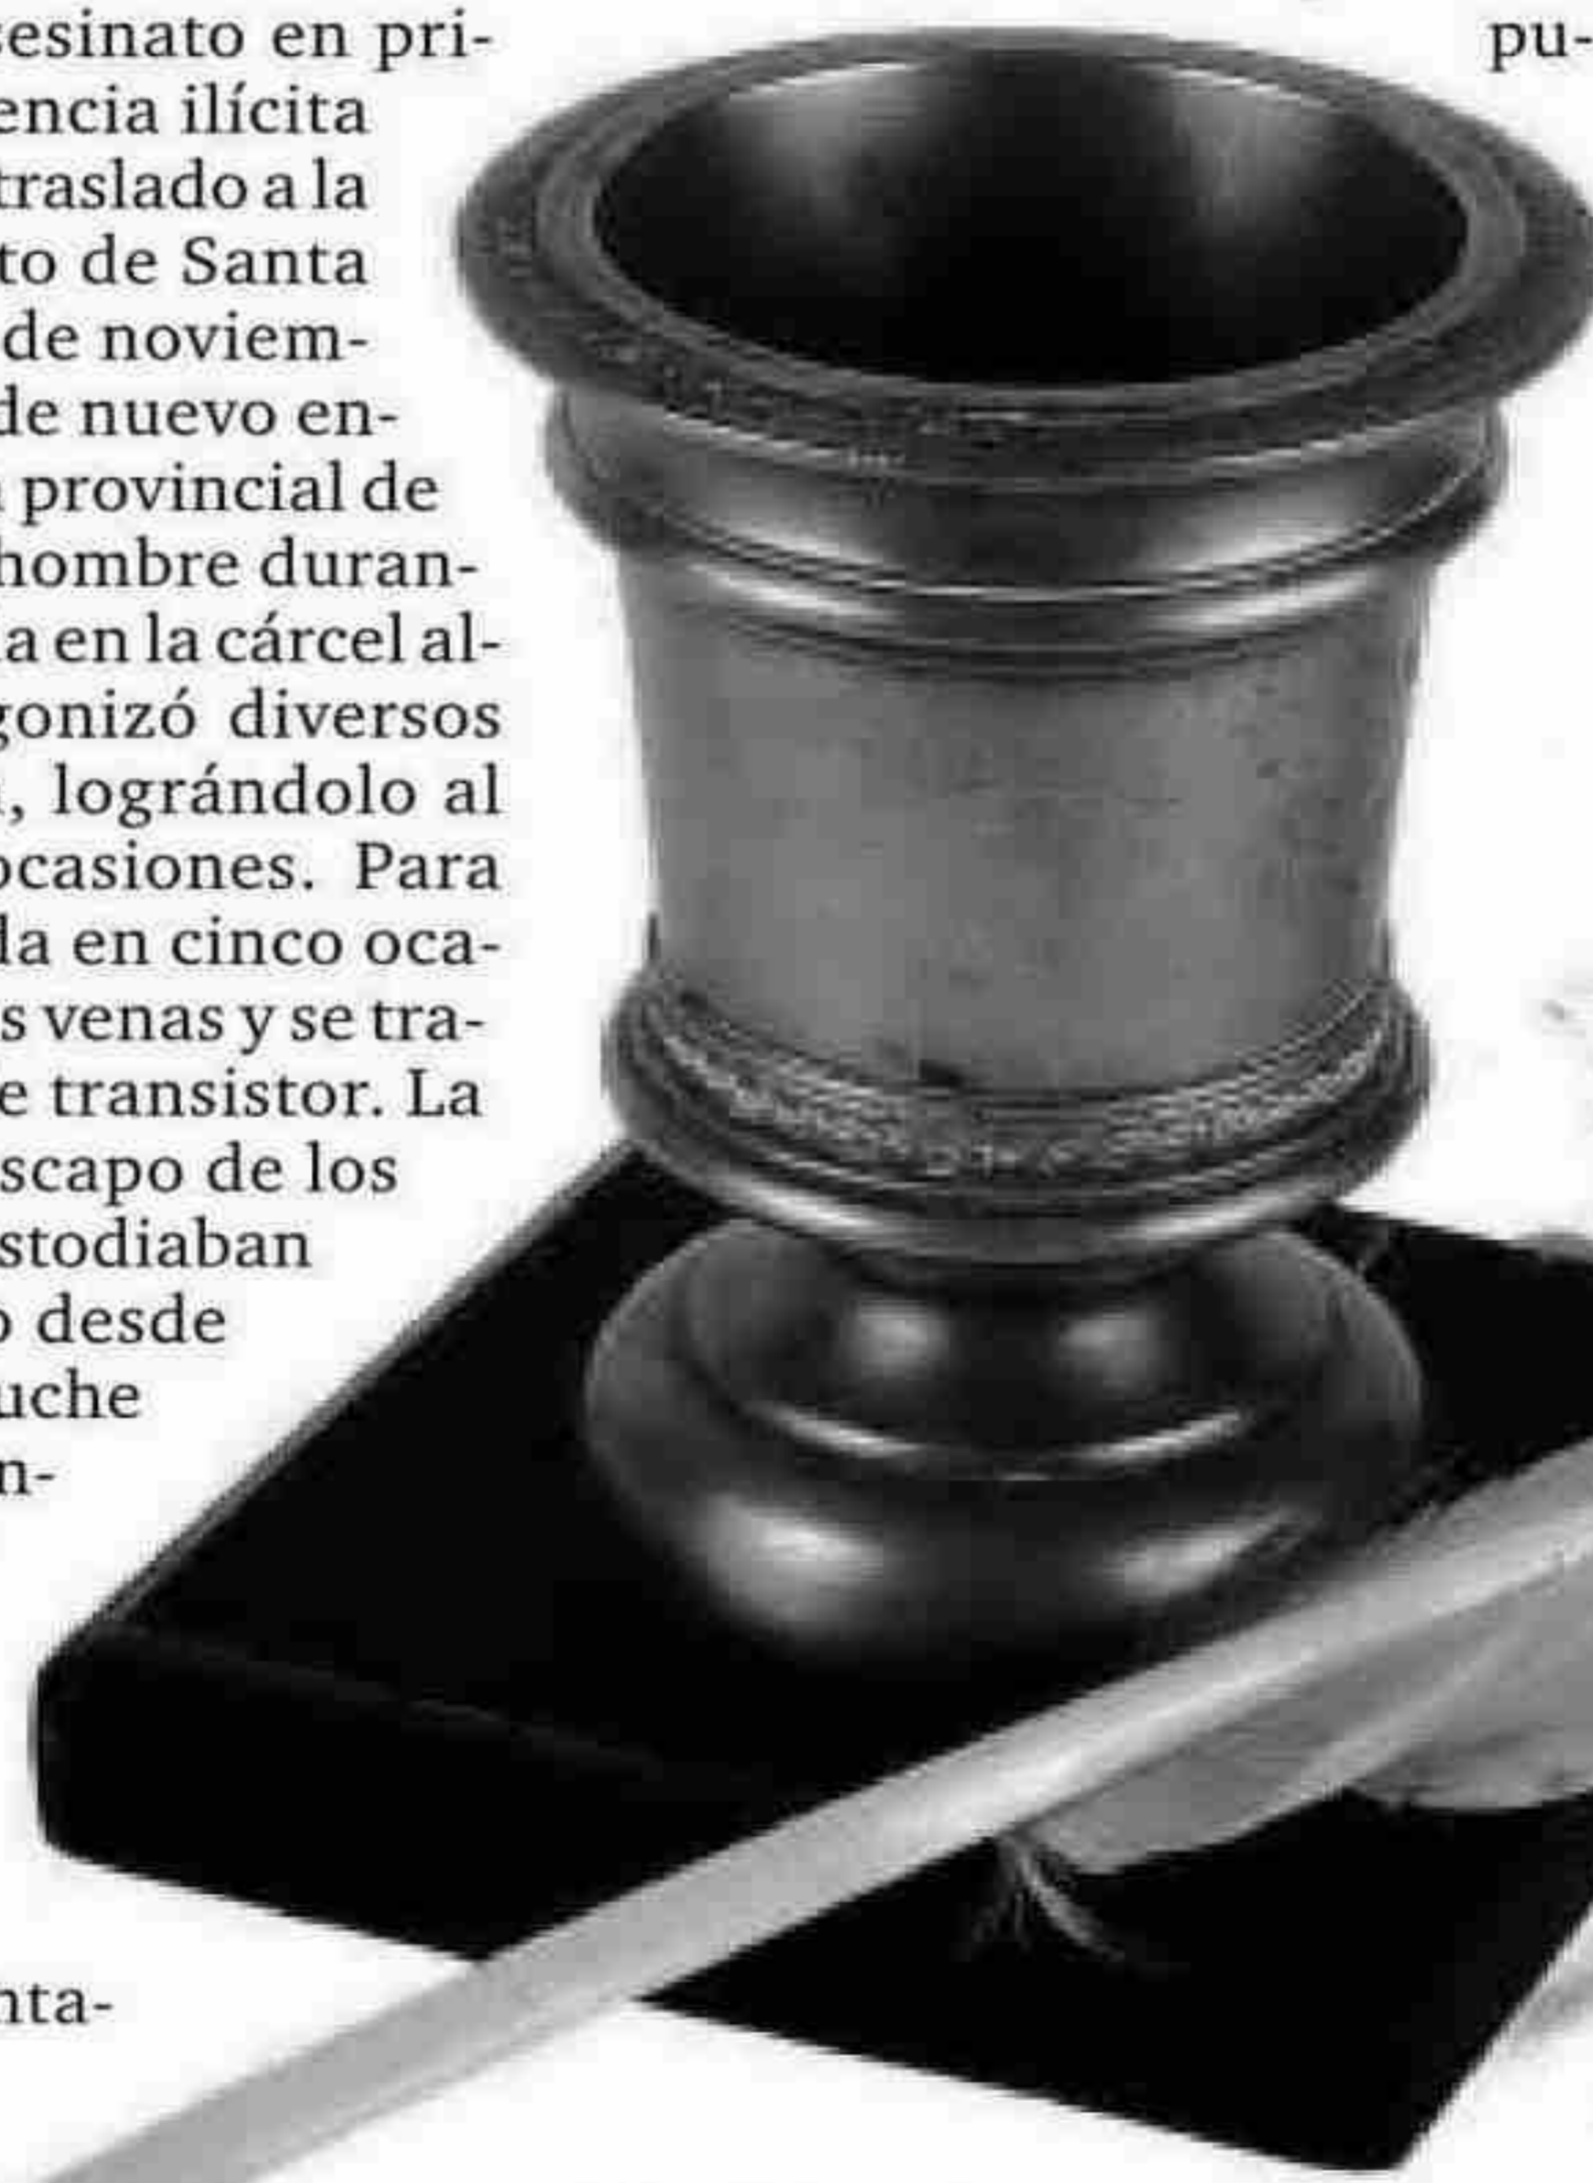 sesinato en pri-
encia ilícita
traslado a la
to de Santa
de noviem-
de nuevo en-
provincial de
hombre duran-
a en la cárcel al-
gonizó diversos
, lográndolo al
ocasiones. Para
da en cinco oca-
s venas y se tra-
e transistor. La
scapo de los
stodiaban
o desde
uche
n-
nta-
pu-